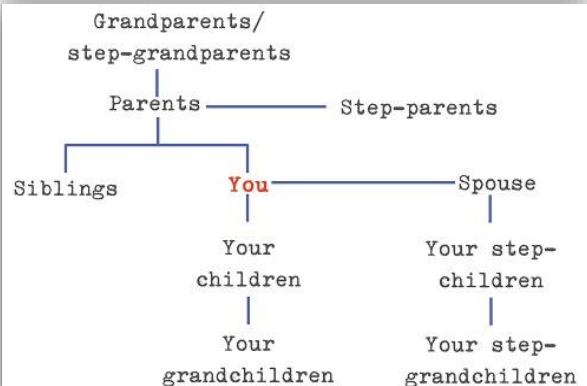 Grandparents/
step-grandparents
Parents
Step-parents
Siblings
You
Spouse
Your
children
Your step-
children
Your
grandchildren
Your step-
grandchildren